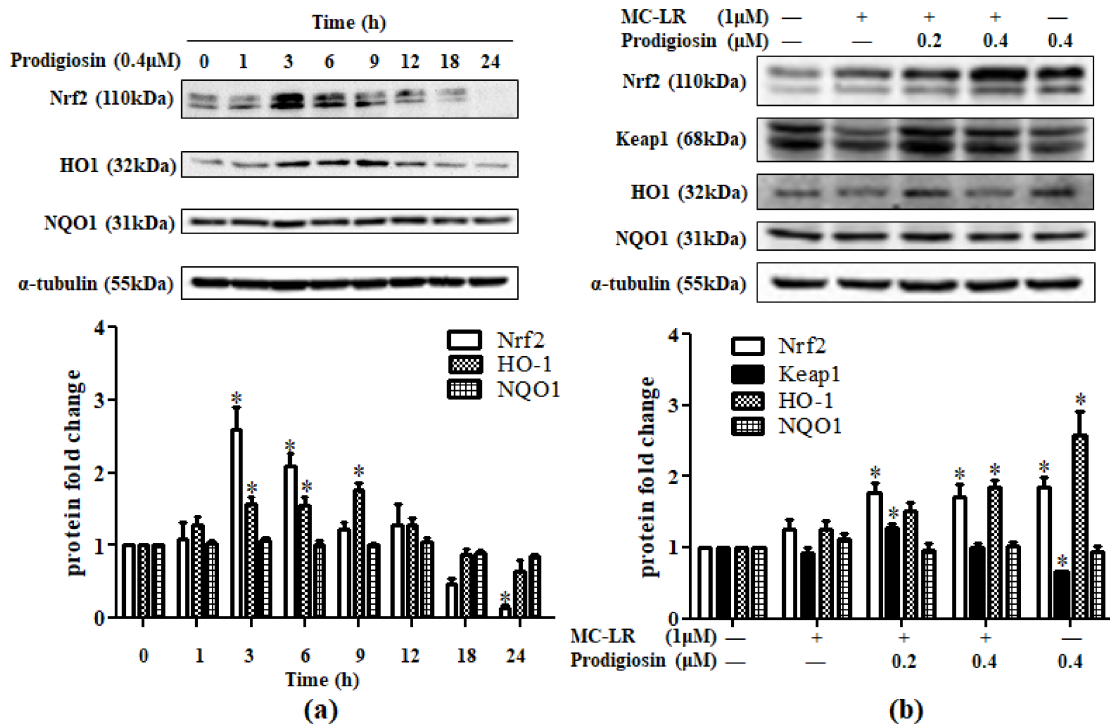 Time (h)
Prodigiosin (0.4μM) 0 1 3 6 9 12 18 24
Nrf2 (110kDa)
HO1 (32kDa)
NQO1 (31kDa)
α-tubulin (55kDa)
protein fold change
4
3
2
1
0
Nrf2
HO-1
NQO1
* * * * * *
0 1 3 6 9 12 18 24
Time (h)
(a)
MC-LR (1μM) — + + + —
Prodigiosin (μM) — — 0.2 0.4 0.4
Nrf2 (110kDa)
Keap1 (68kDa)
HO1 (32kDa)
NQO1 (31kDa)
α-tubulin (55kDa)
protein fold change
4
3
2
1
0
Nrf2
Keap1
HO-1
NQO1
* * * * * * *
MC-LR (1μM) — + + + —
Prodigiosin (μM) — — 0.2 0.4 0.4
(b)